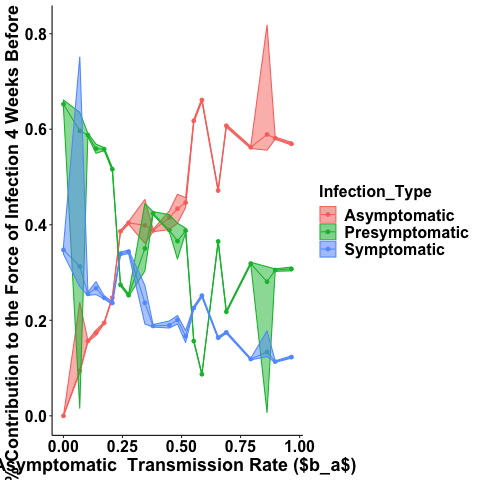 % Contribution to the Force of Infection 4 Weeks Before
0.8
0.6
0.4
0.2
0.0
0.00
0.25
0.50
0.75
1.00
Asymptomatic Transmission Rate ($b_a$)
Infection_Type
Asymptomatic
Presymptomatic
Symptomatic